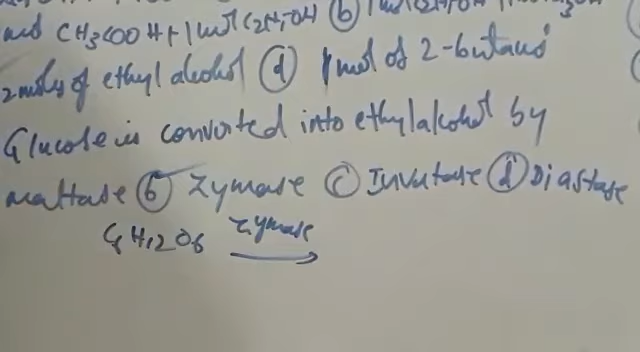 CH3COOH + 1 mol C2H5OH (b)
2 moles of ethyl alcohol (d) 1 mol of 2-butanol
Glucose is converted into ethylalcohol by
maltase (b) Zymase (c) Invertase (d) Diastase
C6H12O6 zymase →